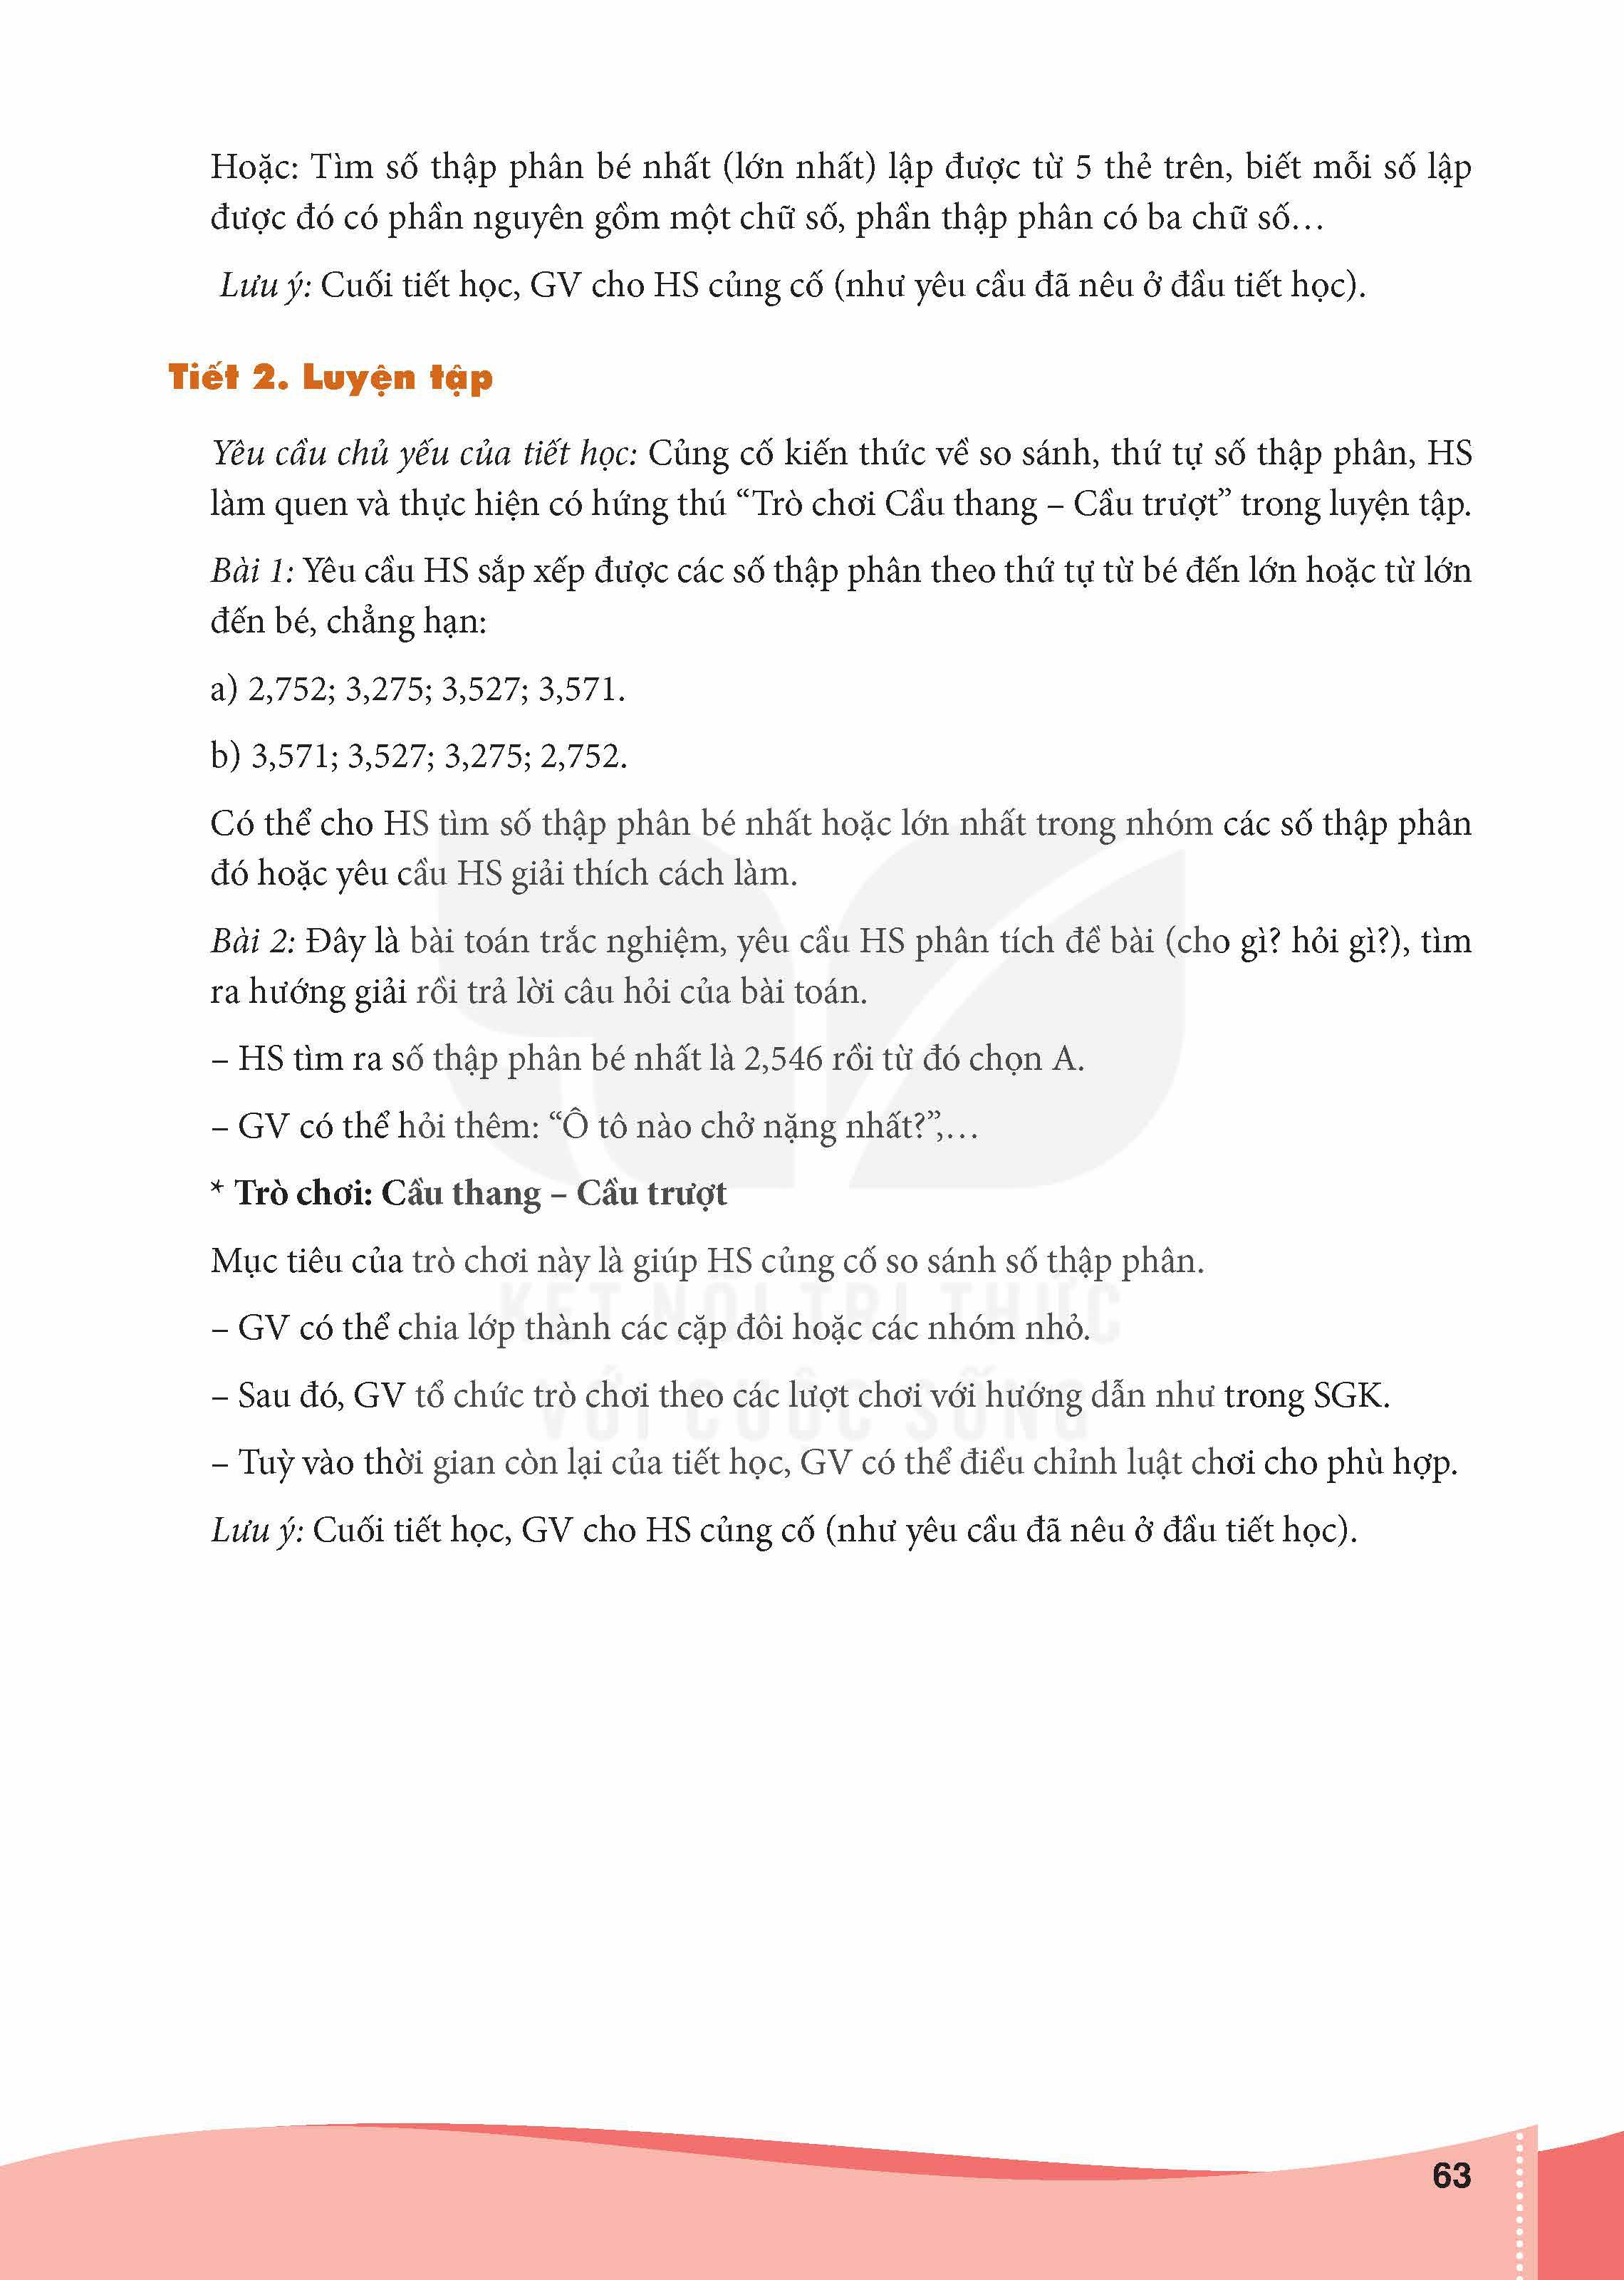 Hoặc: Tìm số thập phân bé nhất (lớn nhất) lập được từ 5 thẻ trên, biết mỗi số lập
được đó có phần nguyên gồm một chữ số, phần thập phân có ba chữ số…
Lưu ý: Cuối tiết học, GV cho HS củng cố (như yêu cầu đã nêu ở đầu tiết học).
Tiết 2. Luyện tập
Yêu cầu chủ yếu của tiết học: Củng cố kiến thức về so sánh, thứ tự số thập phân, HS
làm quen và thực hiện có hứng thú “Trò chơi Cầu thang – Cầu trượt” trong luyện tập.
Bài 1: Yêu cầu HS sắp xếp được các số thập phân theo thứ tự từ bé đến lớn hoặc từ lớn
đến bé, chẳng hạn:
a) 2,752; 3,275; 3,527; 3,571.
b) 3,571; 3,527; 3,275; 2,752.
Có thể cho HS tìm số thập phân bé nhất hoặc lớn nhất trong nhóm các số thập phân
đó hoặc yêu cầu HS giải thích cách làm.
Bài 2: Đây là bài toán trắc nghiệm, yêu cầu HS phân tích đề bài (cho gì? hỏi gì?), tìm
ra hướng giải rồi trả lời câu hỏi của bài toán.
– HS tìm ra số thập phân bé nhất là 2,546 rồi từ đó chọn A.
– GV có thể hỏi thêm: “Ô tô nào chở nặng nhất?”,…
* Trò chơi: Cầu thang – Cầu trượt
Mục tiêu của trò chơi này là giúp HS củng cố so sánh số thập phân.
KẾT NỐI TRI THỨC
– GV có thể chia lớp thành các cặp đôi hoặc các nhóm nhỏ.
– Sau đó, GV tổ chức trò chơi theo các lượt chơi với hướng dẫn như trong SGK.
VỚI CUỘC SỐNG
– Tuỳ vào thời gian còn lại của tiết học, GV có thể điều chỉnh luật chơi cho phù hợp.
Lưu ý: Cuối tiết học, GV cho HS củng cố (như yêu cầu đã nêu ở đầu tiết học).
63